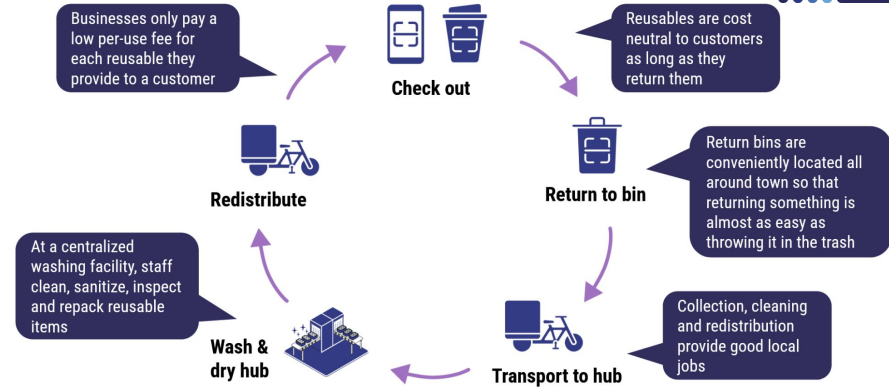 Businesses only pay a
low per-use fee for
each reusable they
provide to a customer
Check out
Reusables are cost
neutral to customers
as long as they
return them
Return to bin
Return bins are
conveniently located all
around town so that
returning something is
almost as easy as
throwing it in the trash
Transport to hub
Collection, cleaning
and redistribution
provide good local
jobs
Wash &
dry hub
At a centralized
washing facility, staff
clean, sanitize, inspect
and repack reusable
items
Redistribute